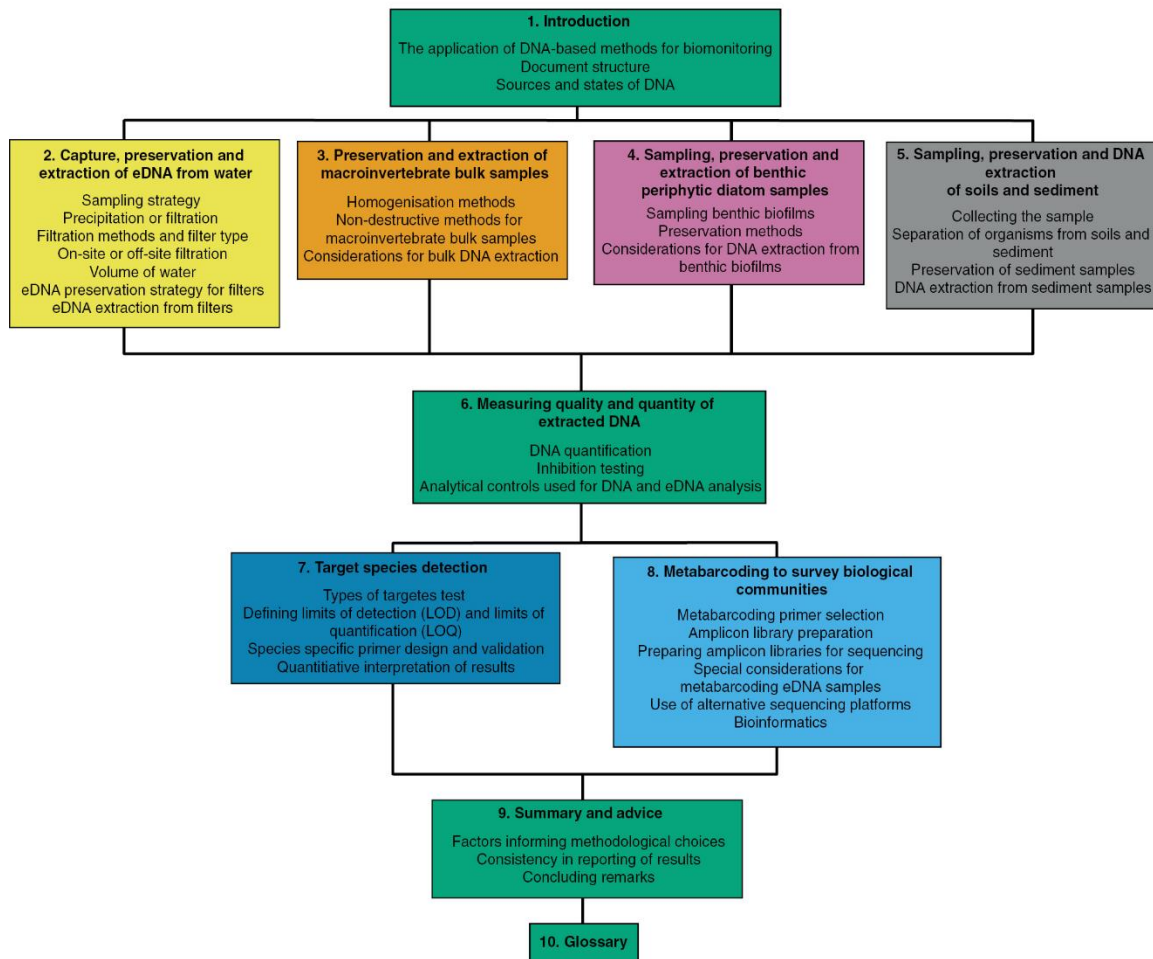 1. Introduction
The application of DNA-based methods for biomonitoring
Document structure
Sources and states of DNA
2. Capture, preservation and
extraction of eDNA from water
Sampling strategy
Precipitation or filtration
Filtration methods and filter type
On-site or off-site filtration
Volume of water
eDNA preservation strategy for filters
eDNA extraction from filters
3. Preservation and extraction of
macroinvertebrate bulk samples
Homogenisation methods
Non-destructive methods for
macroinvertebrate bulk samples
Considerations for bulk DNA extraction
4. Sampling, preservation and
extraction of benthic
periphytic diatom samples
Sampling benthic biofilms
Preservation methods
Considerations for DNA extraction from
benthic biofilms
5. Sampling, preservation and DNA
extraction
of soils and sediment
Collecting the sample
Separation of organisms from soils and
sediment
Preservation of sediment samples
DNA extraction from sediment samples
6. Measuring quality and quantity of
extracted DNA
DNA quantification
Inhibition testing
Analytical controls used for DNA and eDNA analysis
7. Target species detection
Types of targetes test
Defining limits of detection (LOD) and limits of
quantification (LOQ)
Species specific primer design and validation
Quantitiative interpretation of results
8. Metabarcoding to survey biological
communities
Metabarcoding primer selection
Amplicon library preparation
Preparing amplicon libraries for sequencing
Special considerations for
metabarcoding eDNA samples
Use of alternative sequencing platforms
Bioinformatics
9. Summary and advice
Factors informing methodological choices
Consistency in reporting of results
Concluding remarks
10. Glossary